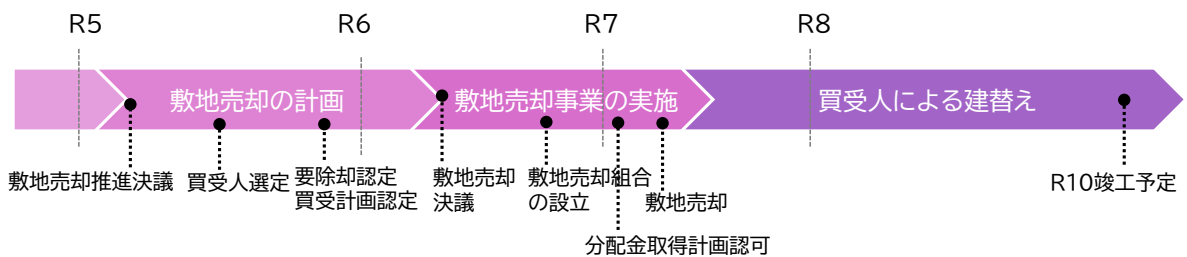 R5
R6
R7
R8
敷地売却の計画
敷地売却事業の実施
買受人による建替え
敷地売却推進決議
買受人選定
要除却認定
買受計画認定
敷地売却
決議
敷地売却組合
の設立
敷地売却
分配金取得計画認可
R10竣工予定